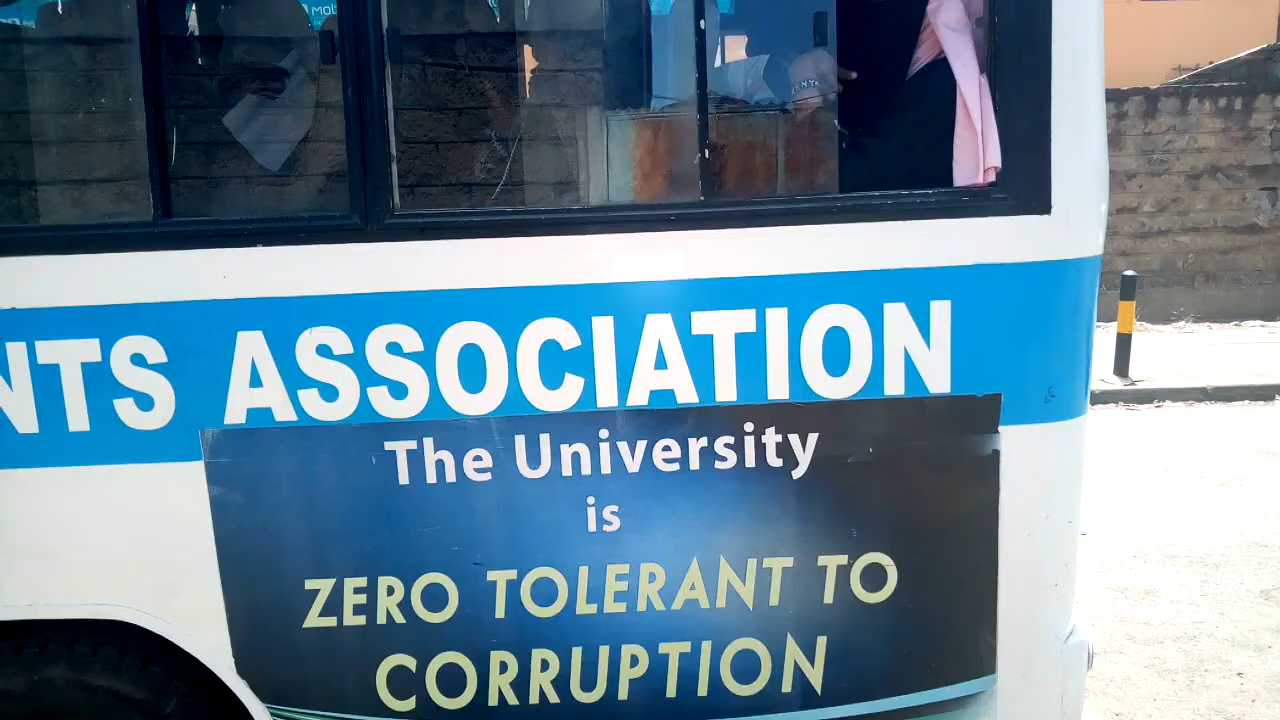 NTS ASSOCIATION
The University
is
ZERO TOLERANT TO
CORRUPTION